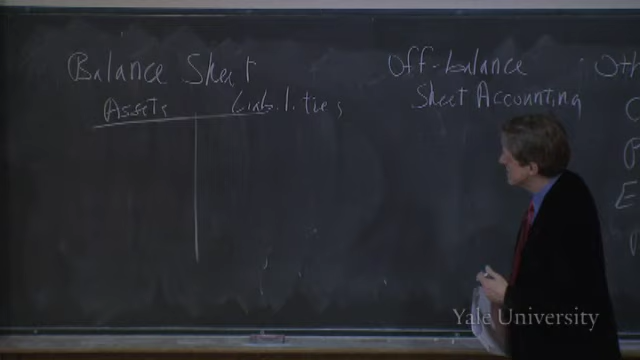 Balance Sheet
Assets Liabilities
Off-balance
Sheet Accounting
Oth
C
P
E
Yale University